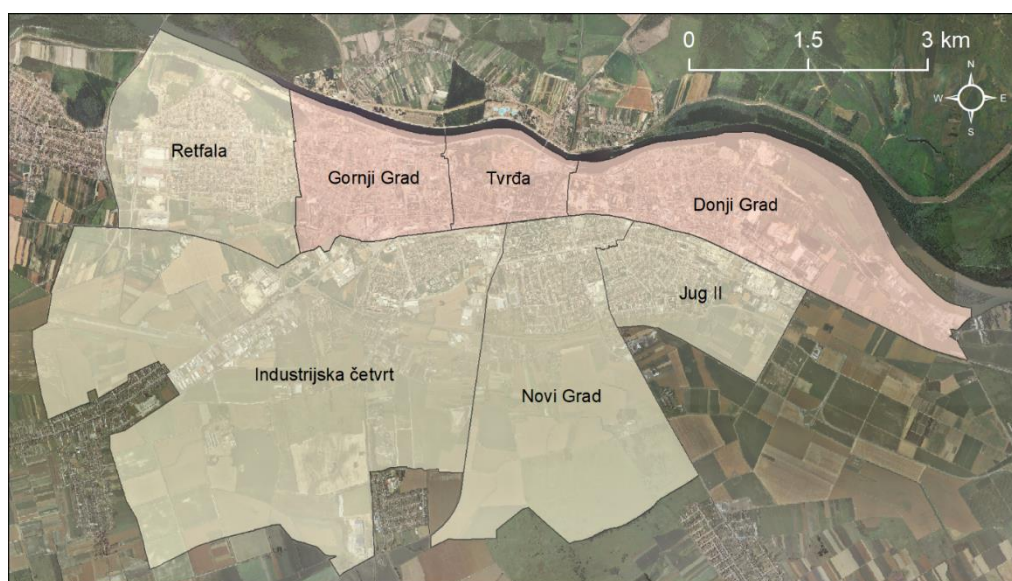 0 1.5 3 km
N
W E
S
Retfala
Gornji Grad
Tvrđa
Donji Grad
Jug II
Industrijska četvrt
Novi Grad